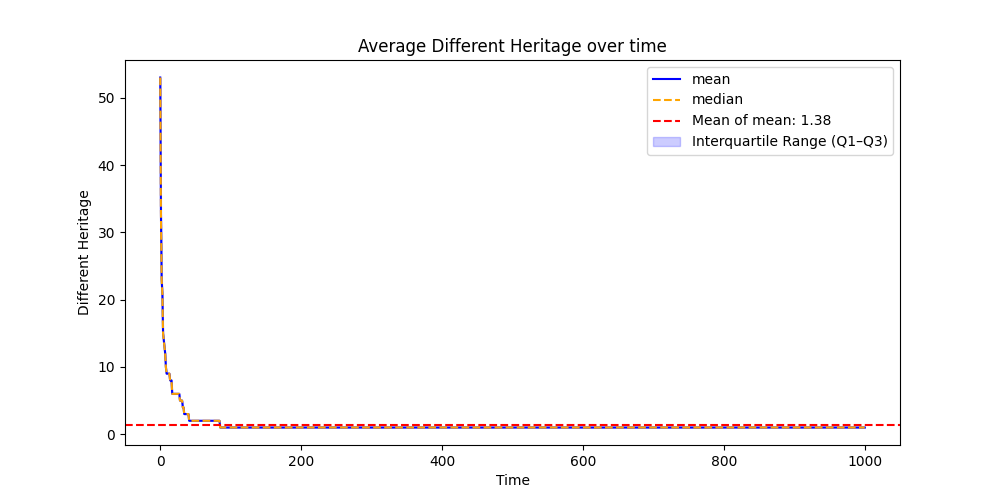 Average Different Heritage over time
mean
median
Mean of mean: 1.38
Interquartile Range (Q1–Q3)
Different Heritage
50
40
30
20
10
0
0 200 400 600 800 1000
Time